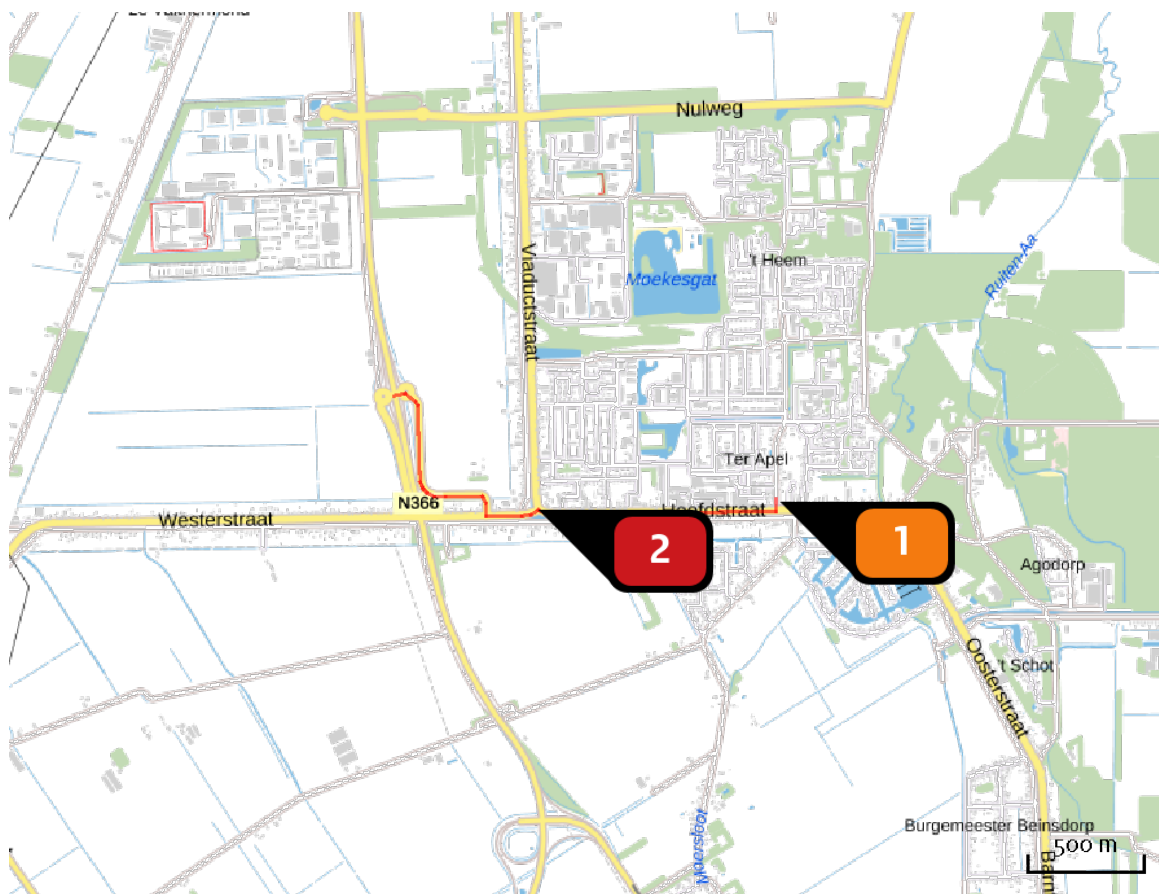 Nulweg
Viaductstraat
't Heem
Moekesgat
Ruiten-Aa
Ter Apel
N366
Westerstraat
Hoofdstraat
2
1
Agodorp
Oosterstraat
't Schot
Moersloot
Burgemeester Beinsdorp
500 m